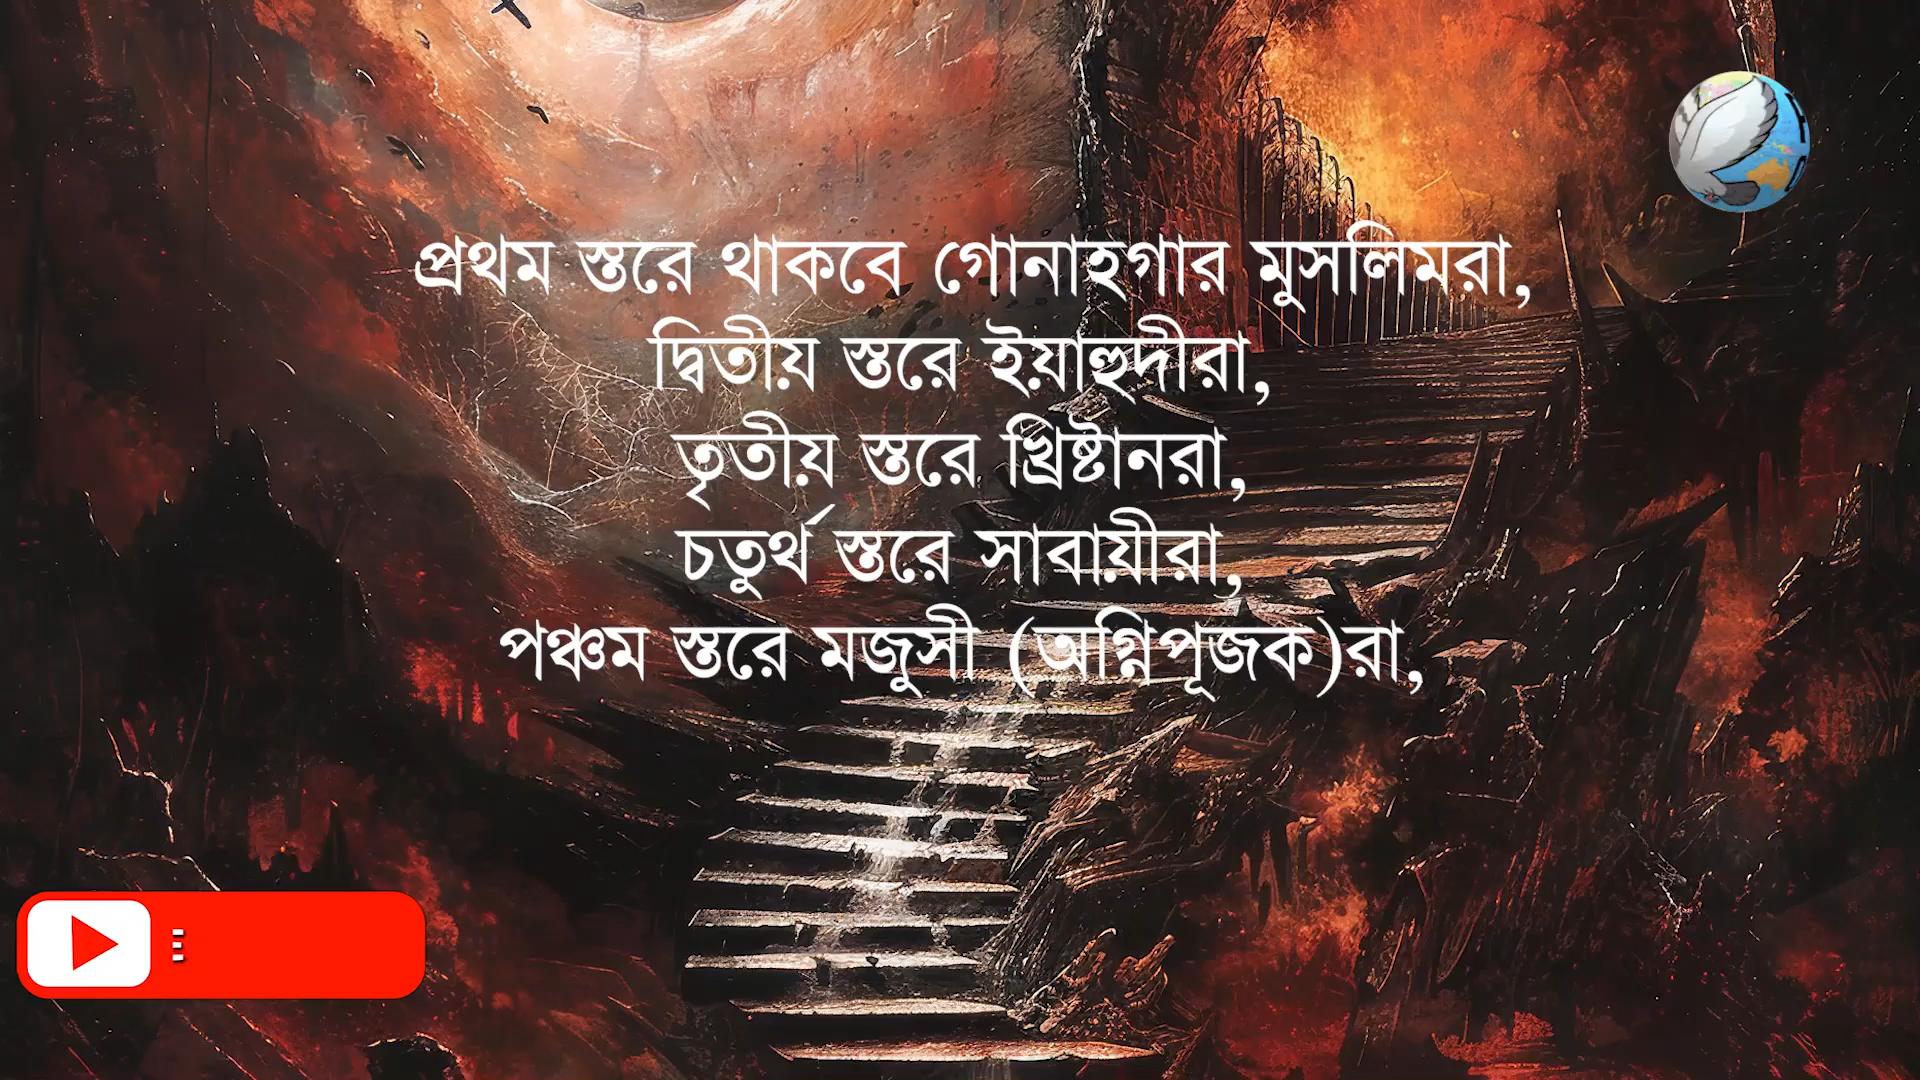 প্রথম স্তরে থাকবে গোনাহগার মুসলিমরা,
দ্বিতীয় স্তরে ইয়াহুদীরা,
তৃতীয় স্তরে খ্রিষ্টানরা,
চতুর্থ স্তরে সাবায়ীরা,
পঞ্চম স্তরে মজুসী (অগ্নিপূজক)রা,